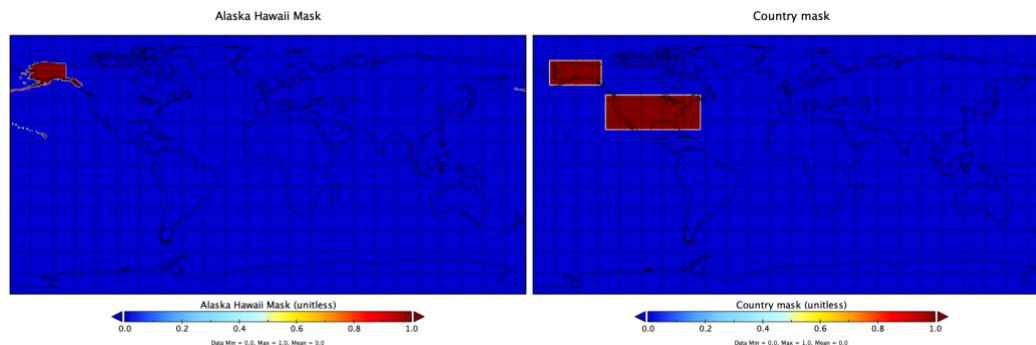 Alaska Hawaii Mask
Alaska Hawaii Mask (unitless)
0.0 0.2 0.4 0.6 0.8 1.0
Data Min = 0.0, Max = 1.0, Mean = 0.0
Country mask
Country mask (unitless)
0.0 0.2 0.4 0.6 0.8 1.0
Data Min = 0.0, Max = 1.0, Mean = 0.0